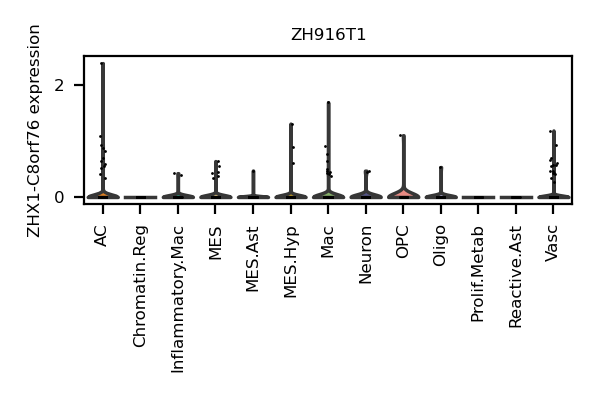 ZH916T1
ZHX1-C8orf76 expression
2
0
AC
Chromatin.Reg
Inflammatory.Mac
MES
MES.Ast
MES.Hyp
Mac
Neuron
OPC
Oligo
Prolif.Metab
Reactive.Ast
Vasc